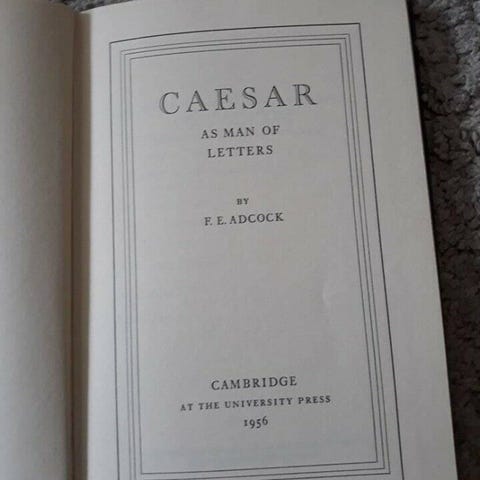 CAESAR
AS MAN OF
LETTERS
BY
F. E. ADCOCK
CAMBRIDGE
AT THE UNIVERSITY PRESS
1956